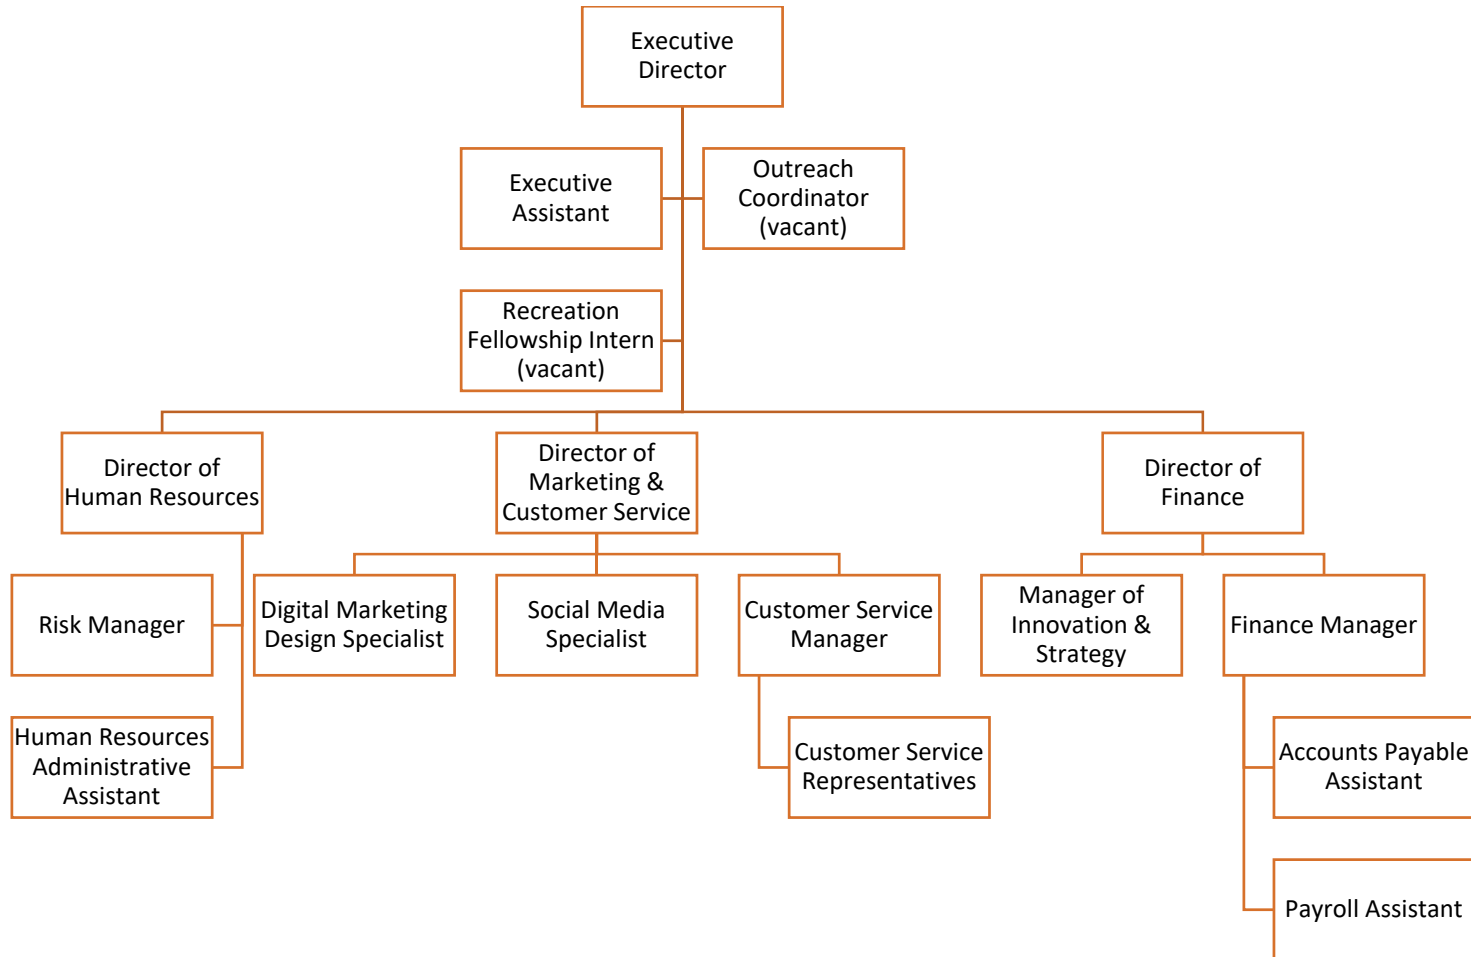 Executive
Director
Executive
Assistant
Outreach
Coordinator
(vacant)
Recreation
Fellowship Intern
(vacant)
Director of
Human Resources
Director of
Marketing &
Customer Service
Director of
Finance
Risk Manager
Digital Marketing
Design Specialist
Social Media
Specialist
Customer Service
Manager
Manager of
Innovation &
Strategy
Finance Manager
Human Resources
Administrative
Assistant
Customer Service
Representatives
Accounts Payable
Assistant
Payroll Assistant